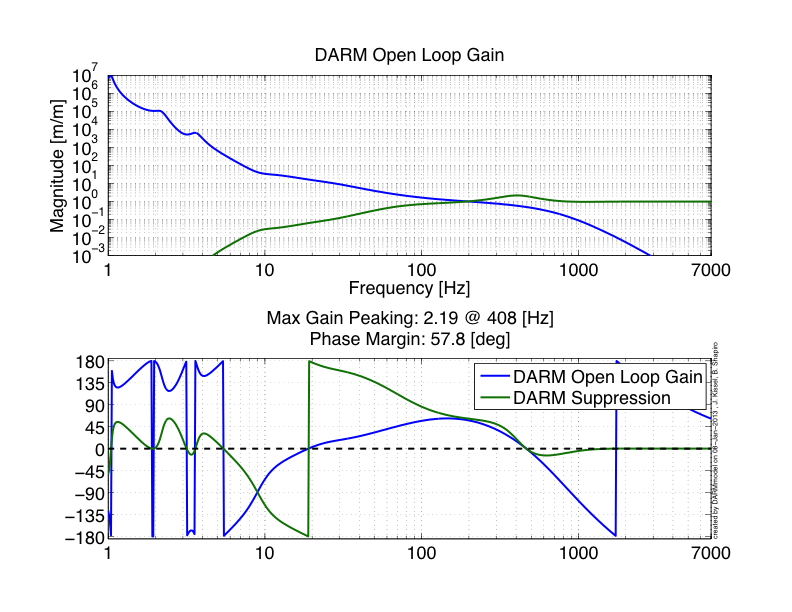 DARM Open Loop Gain
10^7
10^6
10^5
10^4
10^3
10^2
10^1
10^0
10^−1
10^−2
10^−3
Magnitude [m/m]
1 10 100 1000 7000
Frequency [Hz]
Max Gain Peaking: 2.19 @ 408 [Hz]
Phase Margin: 57.8 [deg]
180
135
90
45
0
−45
−90
−135
−180
DARM Open Loop Gain
DARM Suppression
1 10 100 1000 7000